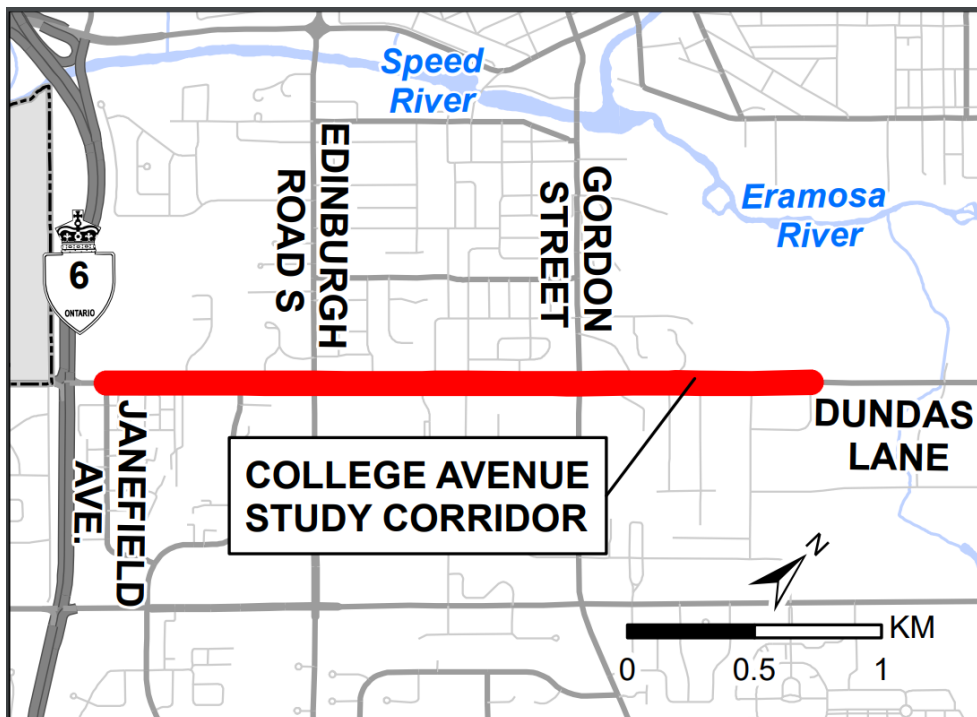 Speed
River
EDINBURGH
ROAD S
GORDON
STREET
Eramosa
River
6
ONTARIO
JANEFIELD
AVE.
COLLEGE AVENUE
STUDY CORRIDOR
DUNDAS
LANE
N
KM
0 0.5 1